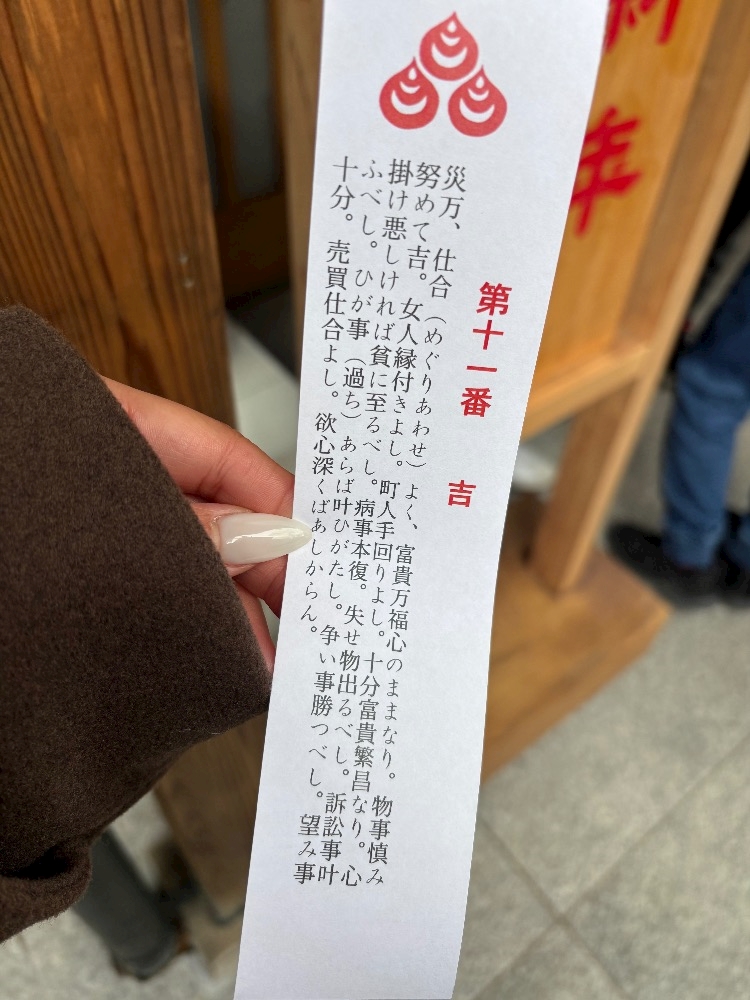 第十一番 吉
災万、仕合（めぐりあわせ）よく、富貴万福心のままなり。物事慎み
努めて吉。女人縁付きよし。町人手回りよし。十分富貴繁昌なり。心
掛け悪しければ貧に至るべし。病事本復。失せ物出るべし。訴訟事叶
ふべし。ひが事（過ち）あらば叶ひがたし。争い事勝つべし。望み事
十分。売買仕合よし。欲心深くばあしからん。
年